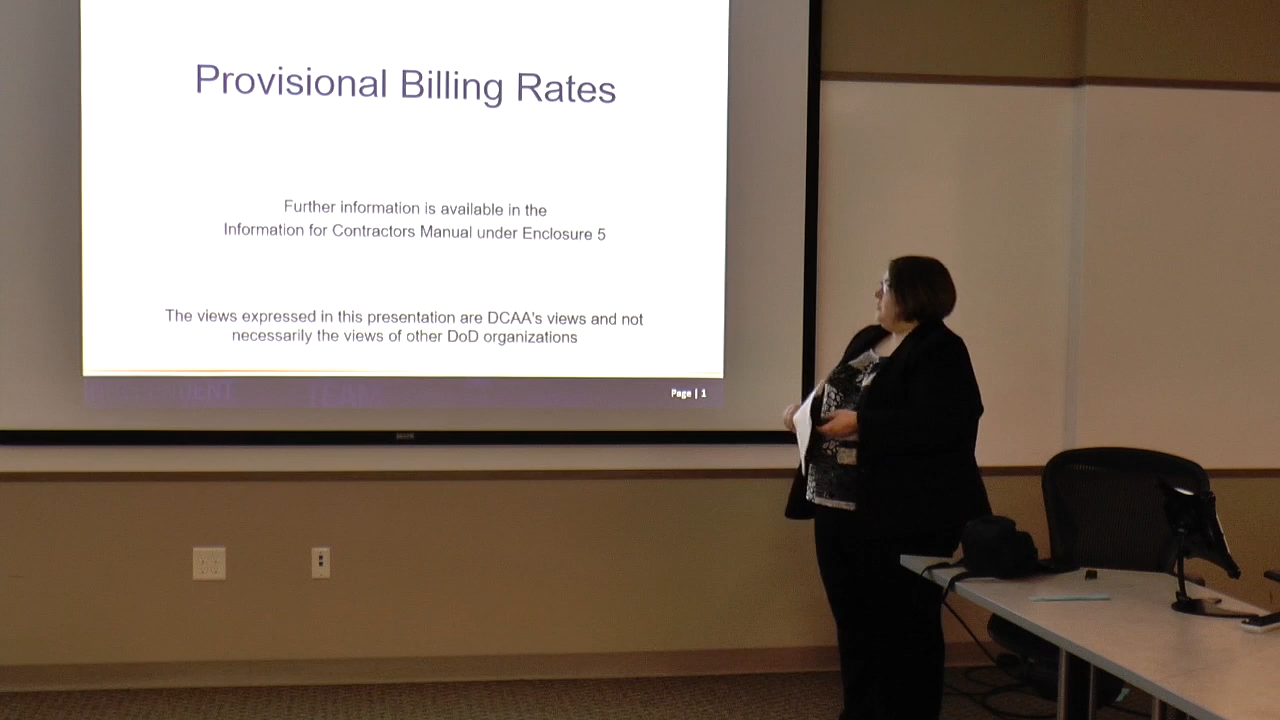 Provisional Billing Rates
Further information is available in the
Information for Contractors Manual under Enclosure 5
The views expressed in this presentation are DCAA's views and not
necessarily the views of other DoD organizations
TEAM
Page | 1